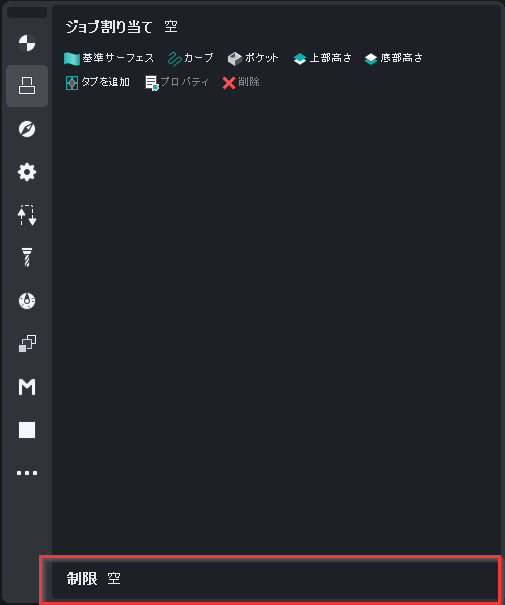 ジョブ割り当て 空
基準サーフェス カーブ ポケット 上部高さ 底部高さ
タブを追加 プロパティ 削除
制限 空